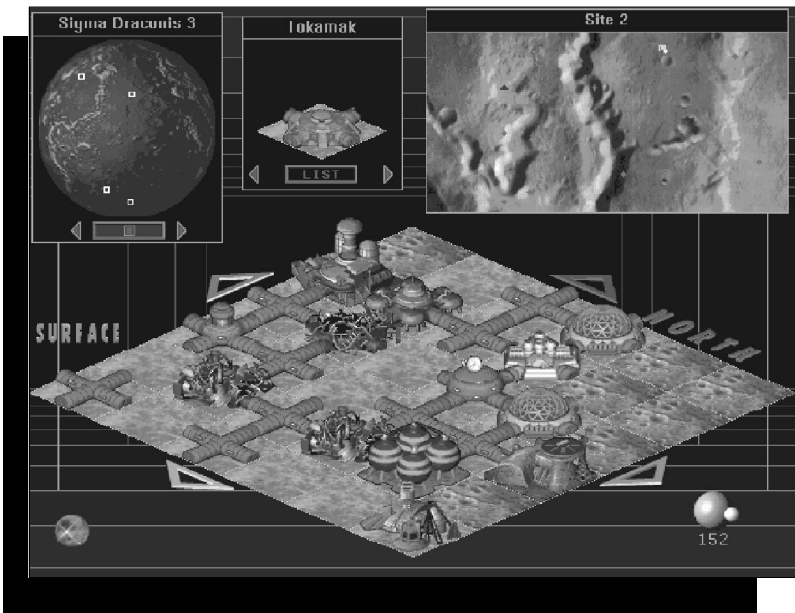 Sigma Draconis 3
Tokamak
Site 2
LIST
SURFACE
NORTH
152